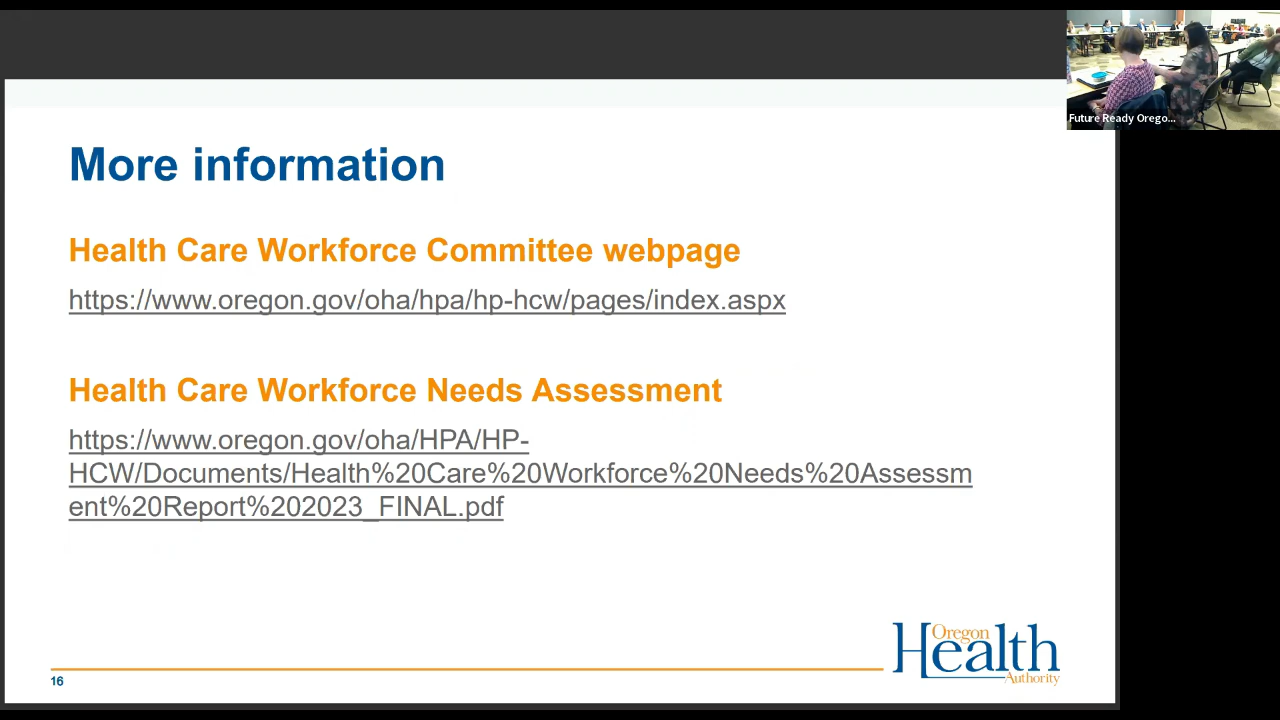 Future Ready Orego...
More information
Health Care Workforce Committee webpage
https://www.oregon.gov/oha/hpa/hp-hcw/pages/index.aspx
Health Care Workforce Needs Assessment
https://www.oregon.gov/oha/HPA/HP-
HCW/Documents/Health%20Care%20Workforce%20Needs%20Assessm
ent%20Report%202023_FINAL.pdf
Oregon
Health
Authority
16